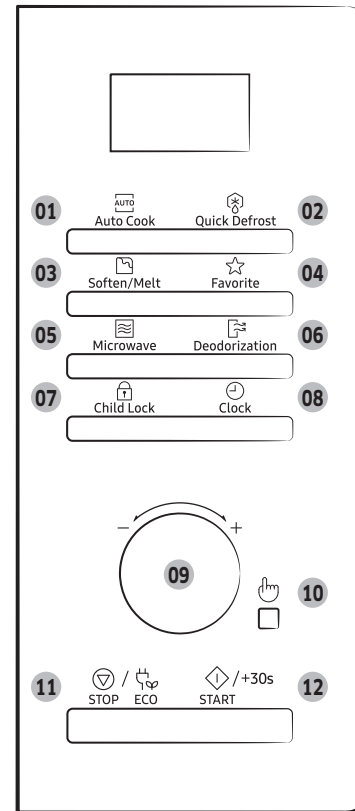 AUTO
01 Auto Cook Quick Defrost 02
03 Soften/Melt Favorite 04
05 Microwave Deodorization 06
07 Child Lock Clock 08
− +
09
10
11 / /+30s 12
STOP ECO START